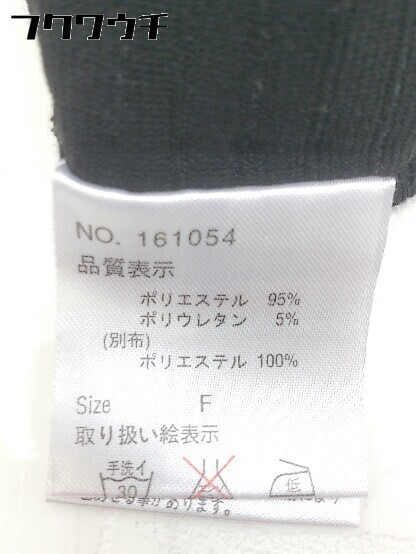 フクウウチ
NO. 161054
品質表示
ポリエステル 95%
ポリウレタン 5%
(別布)
ポリエステル 100%
Size F
取り扱い絵表示
手洗イ
30
低